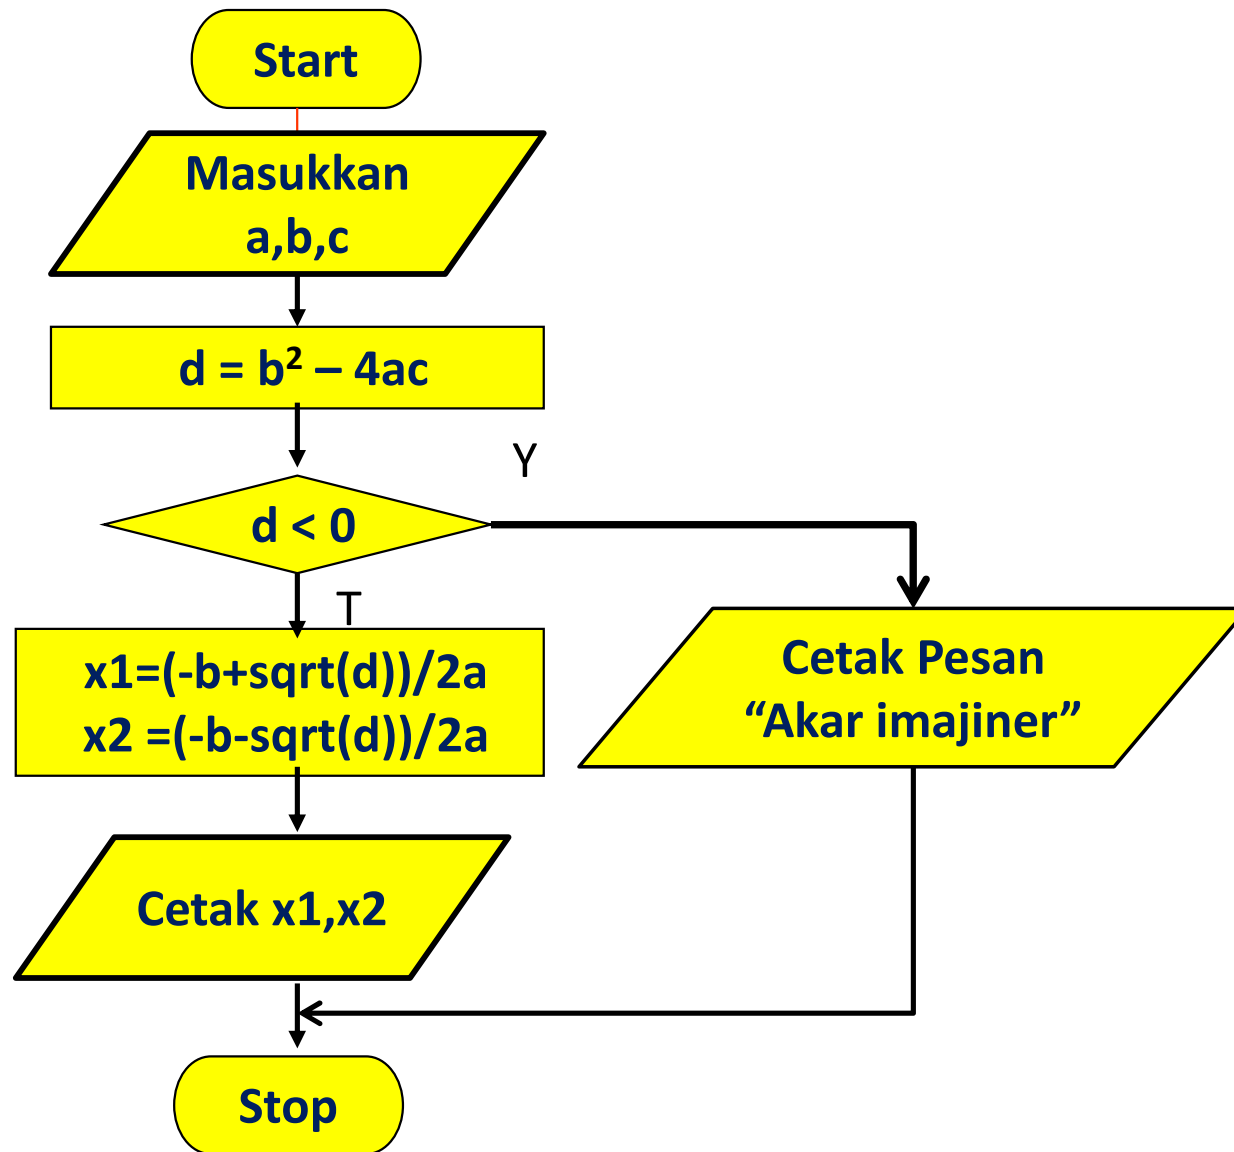 Start
Masukkan
a,b,c
d = b² – 4ac
Y
d < 0
T
x1=(-b+sqrt(d))/2a
x2 =(-b-sqrt(d))/2a
Cetak Pesan
“Akar imajiner”
Cetak x1,x2
Stop